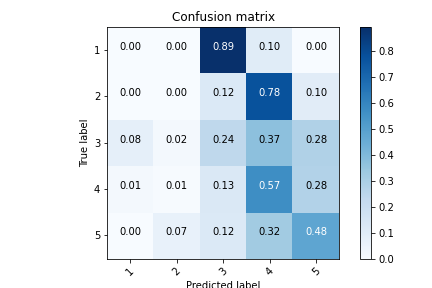 Confusion matrix
1 0.00 0.00 0.89 0.10 0.00
2 0.00 0.00 0.12 0.78 0.10
3 0.08 0.02 0.24 0.37 0.28
4 0.01 0.01 0.13 0.57 0.28
5 0.00 0.07 0.12 0.32 0.48
1 2 3 4 5
True label
Predicted label
0.8
0.7
0.6
0.5
0.4
0.3
0.2
0.1
0.0